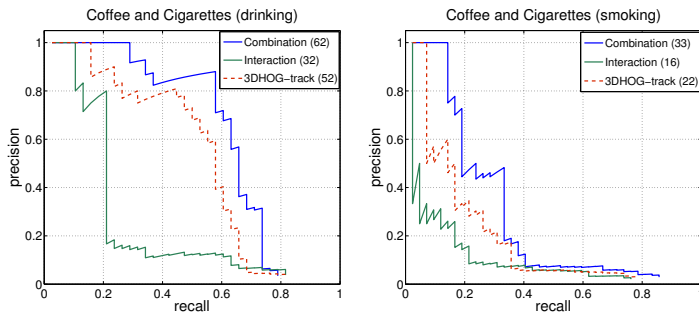 Coffee and Cigarettes (drinking)
precision
1
0.8
0.6
0.4
0.2
0
0
0.2
0.4
0.6
0.8
1
recall
Combination (62)
Interaction (32)
3DHOG-track (52)
Coffee and Cigarettes (smoking)
precision
1
0.8
0.6
0.4
0.2
0
0
0.2
0.4
0.6
0.8
1
recall
Combination (33)
Interaction (16)
3DHOG-track (22)